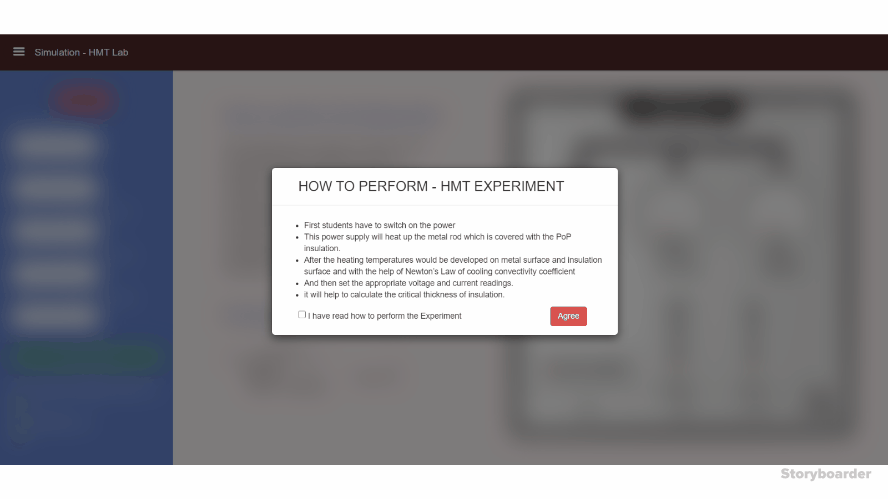 Simulation - HMT Lab
HOW TO PERFORM - HMT EXPERIMENT
• First students have to switch on the power
• This power supply will heat up the metal rod which is covered with the PoP
insulation.
• After the heating temperatures would be developed on metal surface and insulation
surface and with the help of Newton's Law of cooling convectivity coefficient
• And then set the appropriate voltage and current readings.
• it will help to calculate the critical thickness of insulation.
I have read how to perform the Experiment
Agree
Storyboarder